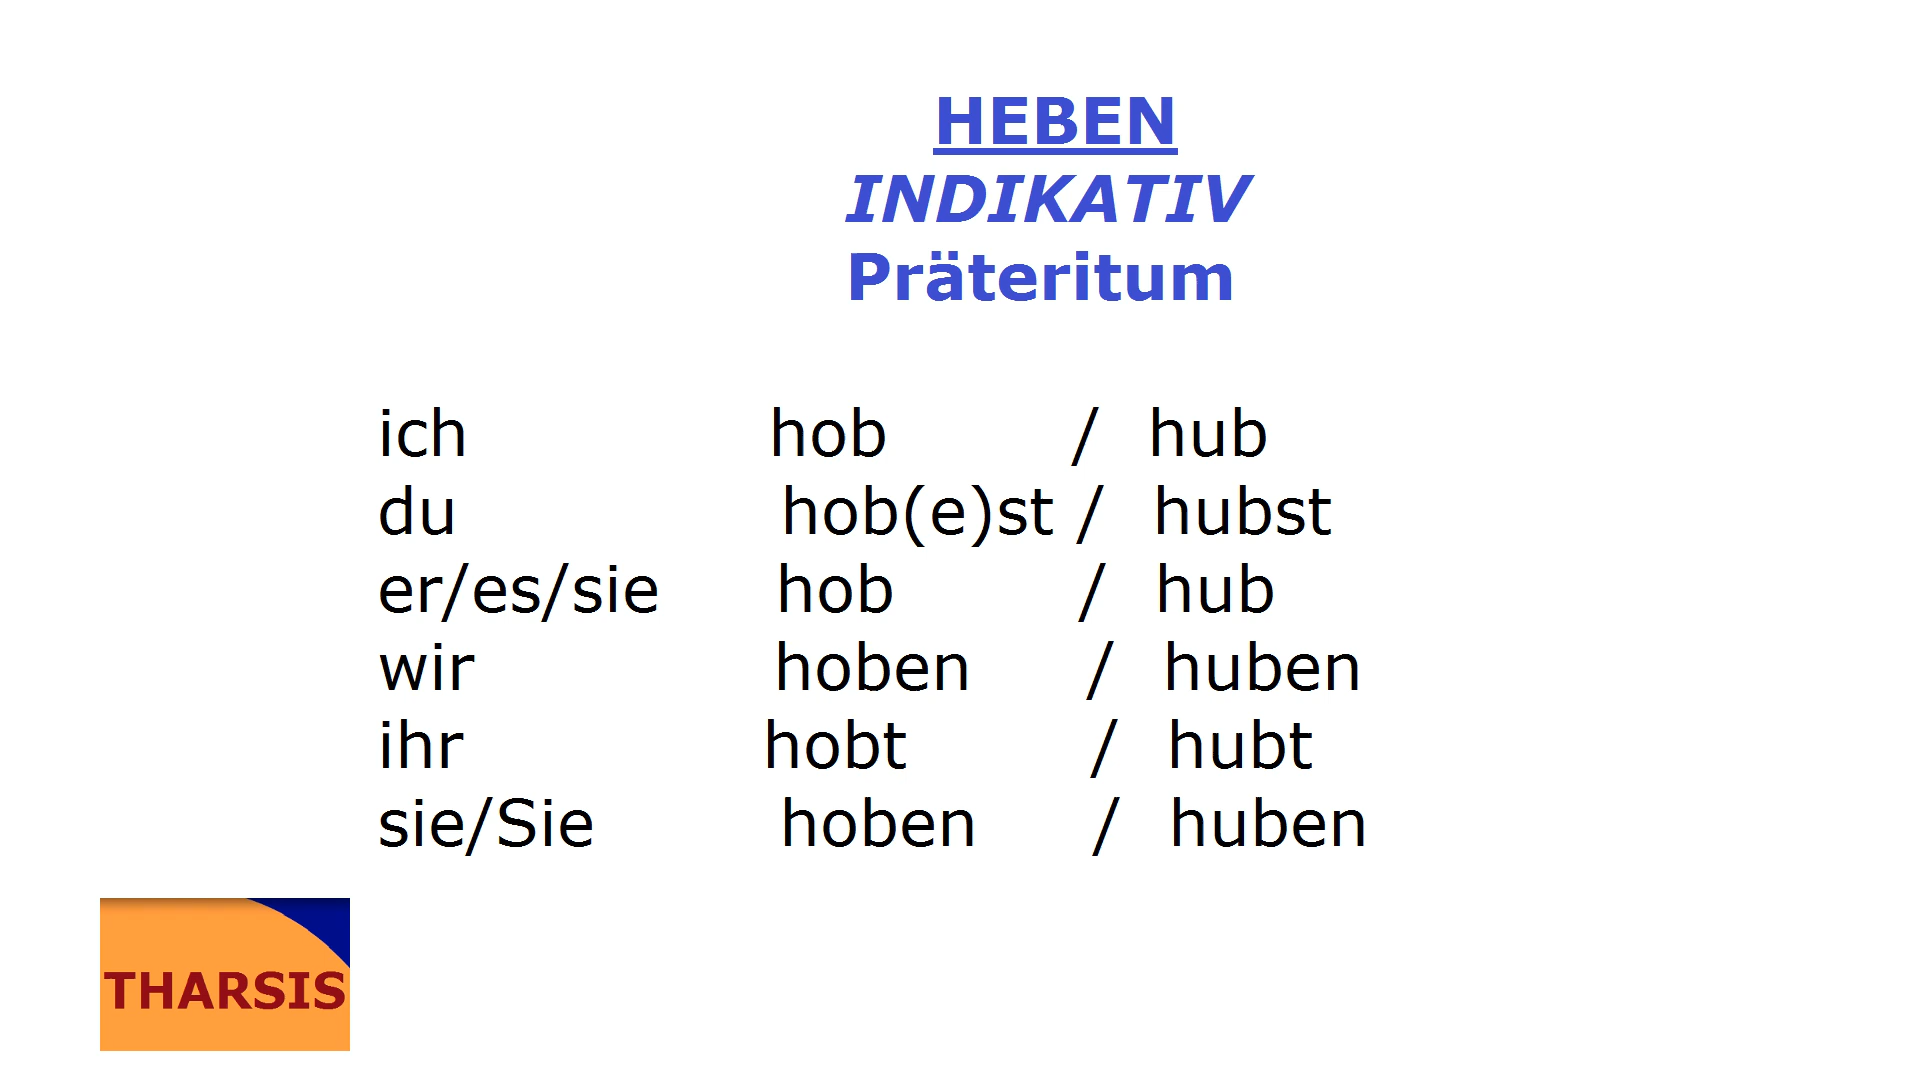 HEBEN
INDIKATIV
Präteritum
ich hob / hub
du hob(e)st / hubst
er/es/sie hob / hub
wir hoben / huben
ihr hobt / hubt
sie/Sie hoben / huben
THARSIS